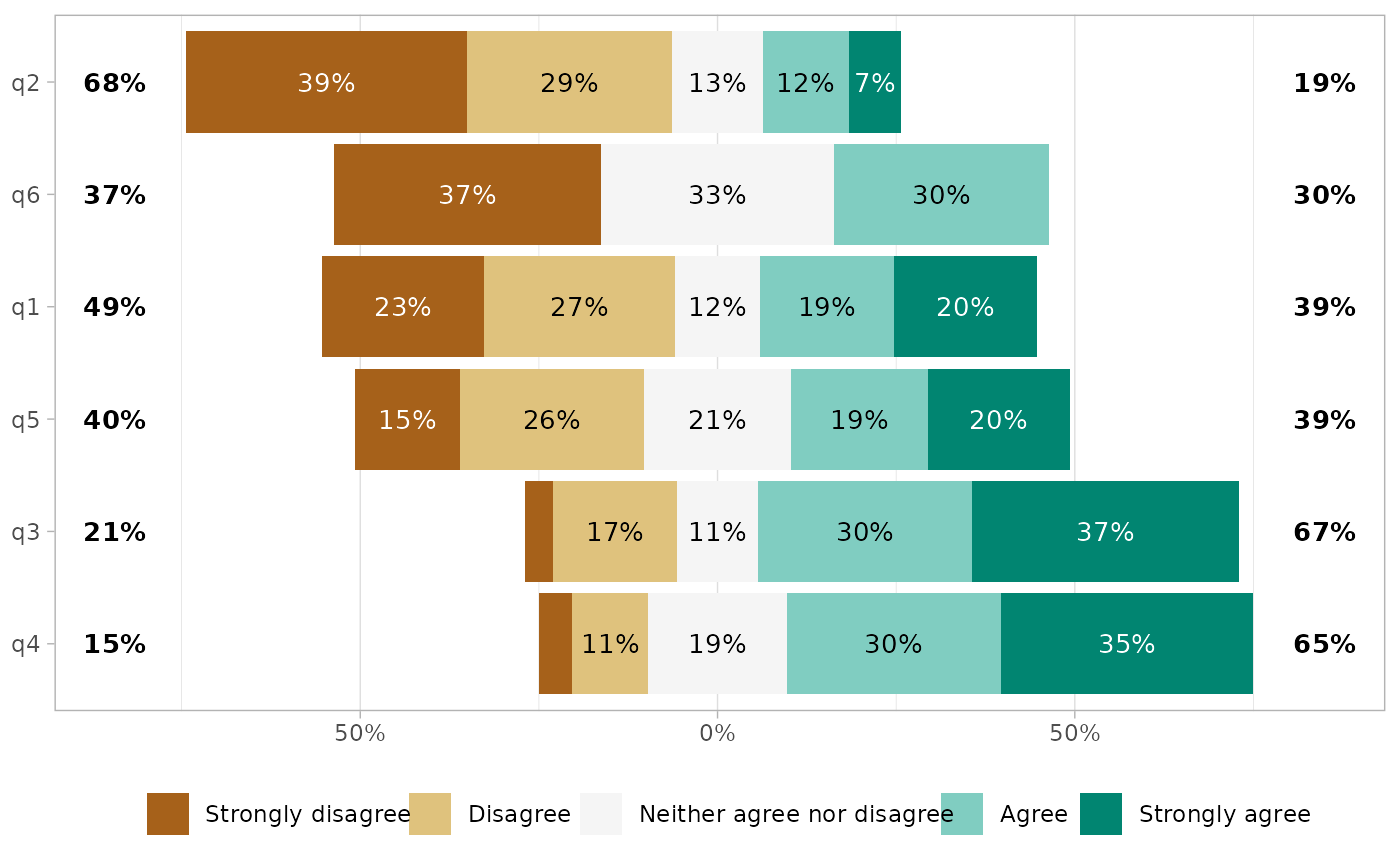 q2 68% 39% 29% 13% 12% 7% 19%
q6 37% 37% 33% 30% 30%
q1 49% 23% 27% 12% 19% 20% 39%
q5 40% 15% 26% 21% 19% 20% 39%
q3 21% 17% 11% 30% 37% 67%
q4 15% 11% 19% 30% 35% 65%
50% 0% 50%
Strongly disagree Disagree Neither agree nor disagree Agree Strongly agree